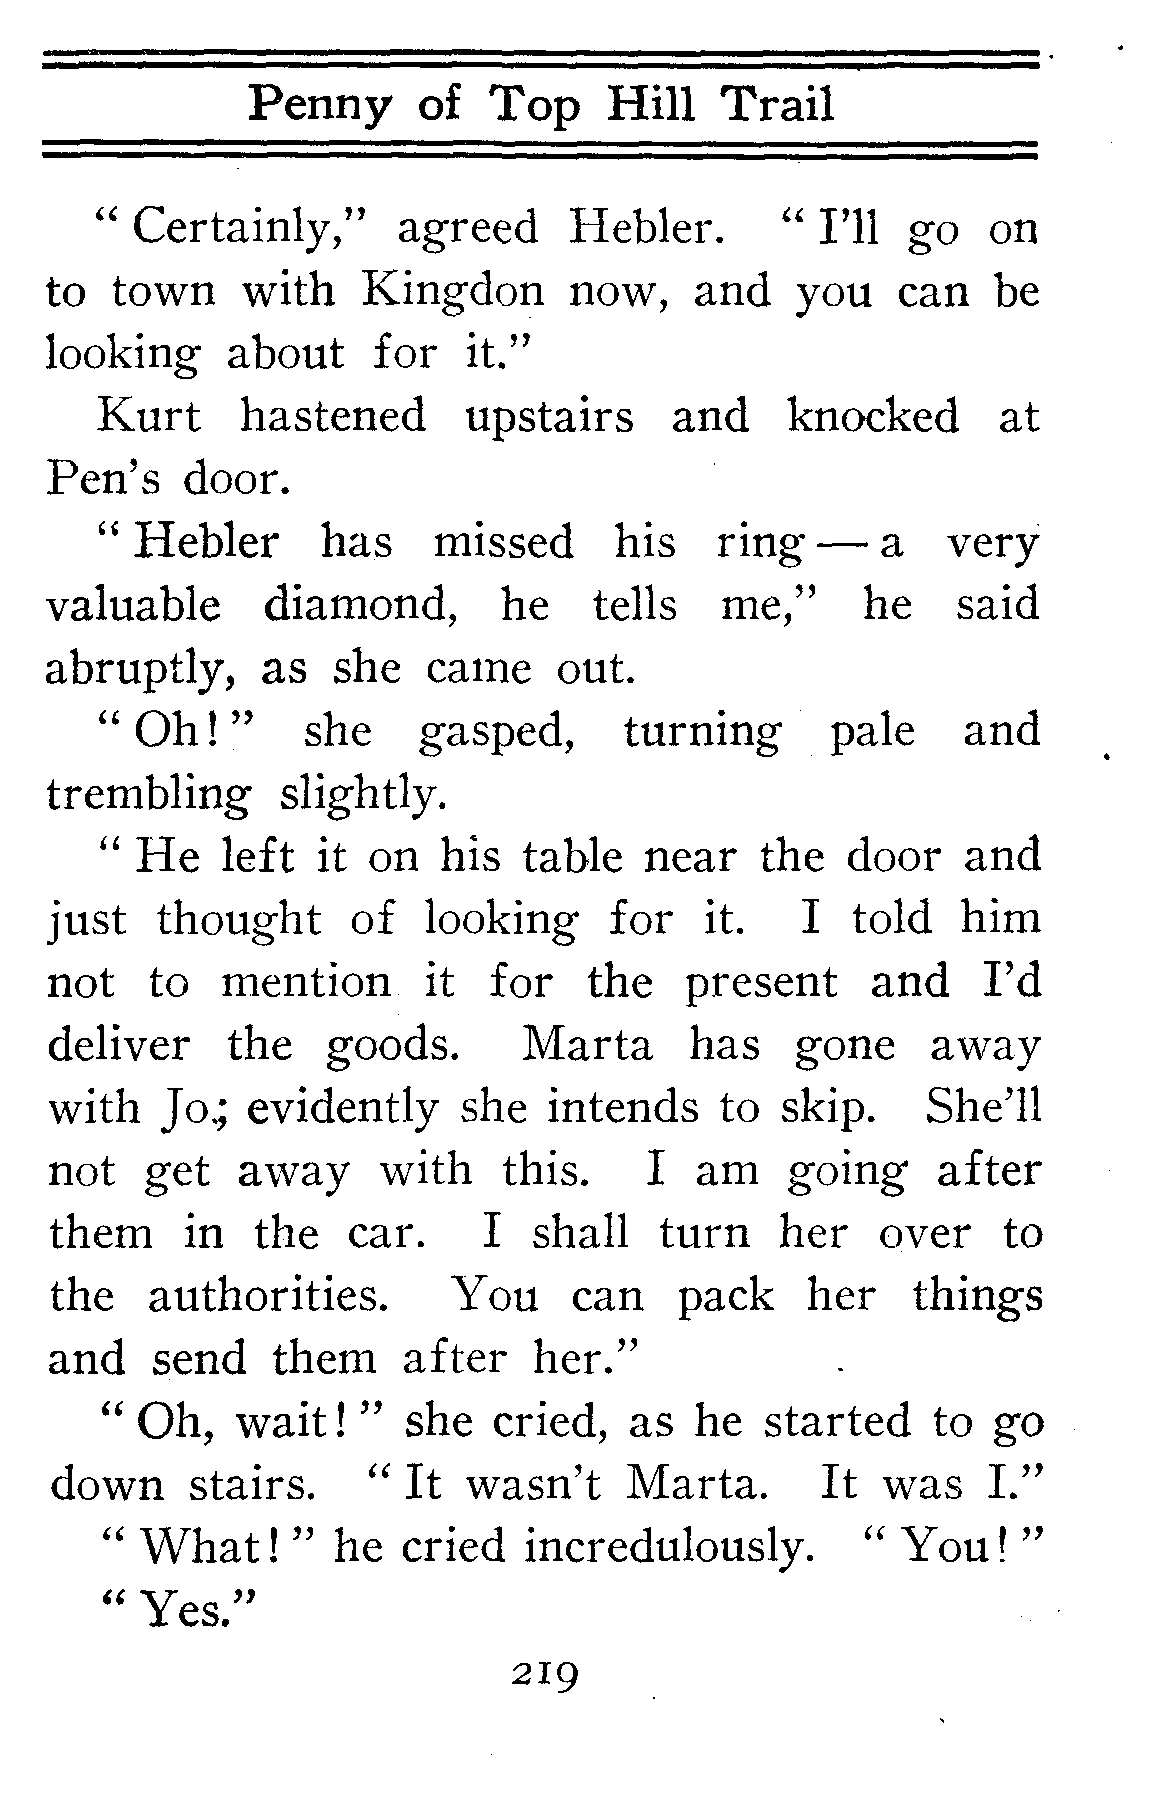 Penny of Top Hill Trail
“ Certainly,” agreed Hebler. “ I’ll go on
to town with Kingdon now, and you can be
looking about for it.”
Kurt hastened upstairs and knocked at
Pen’s door.
“ Hebler has missed his ring — a very
valuable diamond, he tells me,” he said
abruptly, as she came out.
“ Oh! ” she gasped, turning pale and
trembling slightly.
“ He left it on his table near the door and
just thought of looking for it. I told him
not to mention it for the present and I’d
deliver the goods. Marta has gone away
with Jo; evidently she intends to skip. She’ll
not get away with this. I am going after
them in the car. I shall turn her over to
the authorities. You can pack her things
and send them after her.”
“ Oh, wait! ” she cried, as he started to go
down stairs. “ It wasn’t Marta. It was I.”
“ What! ” he cried incredulously. “ You! ”
“ Yes.”
219